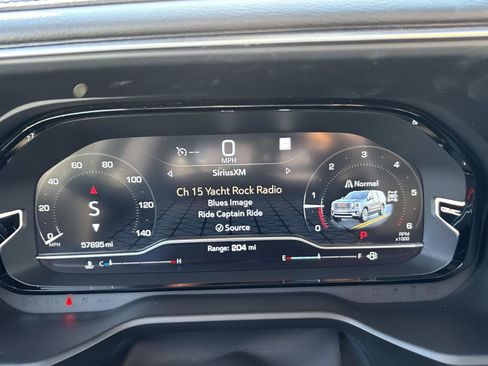 0
MPH
SiriusXM
Ch 15 Yacht Rock Radio
Blues Image
Ride Captain Ride
Source
Range: 204 mi
0 20 40 60 80 100 120 140
S
MPH
57895 mi
Normal
0 1 2 3 4 5 6
P
RPM
x1000
GMC
C H
E F